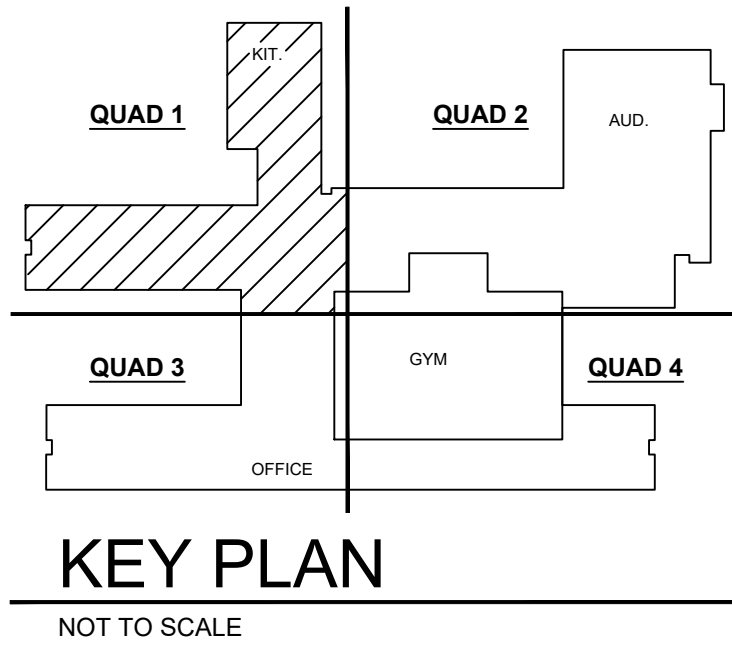 KIT.
QUAD 1
QUAD 2
AUD.
QUAD 3
GYM
QUAD 4
OFFICE
KEY PLAN
NOT TO SCALE